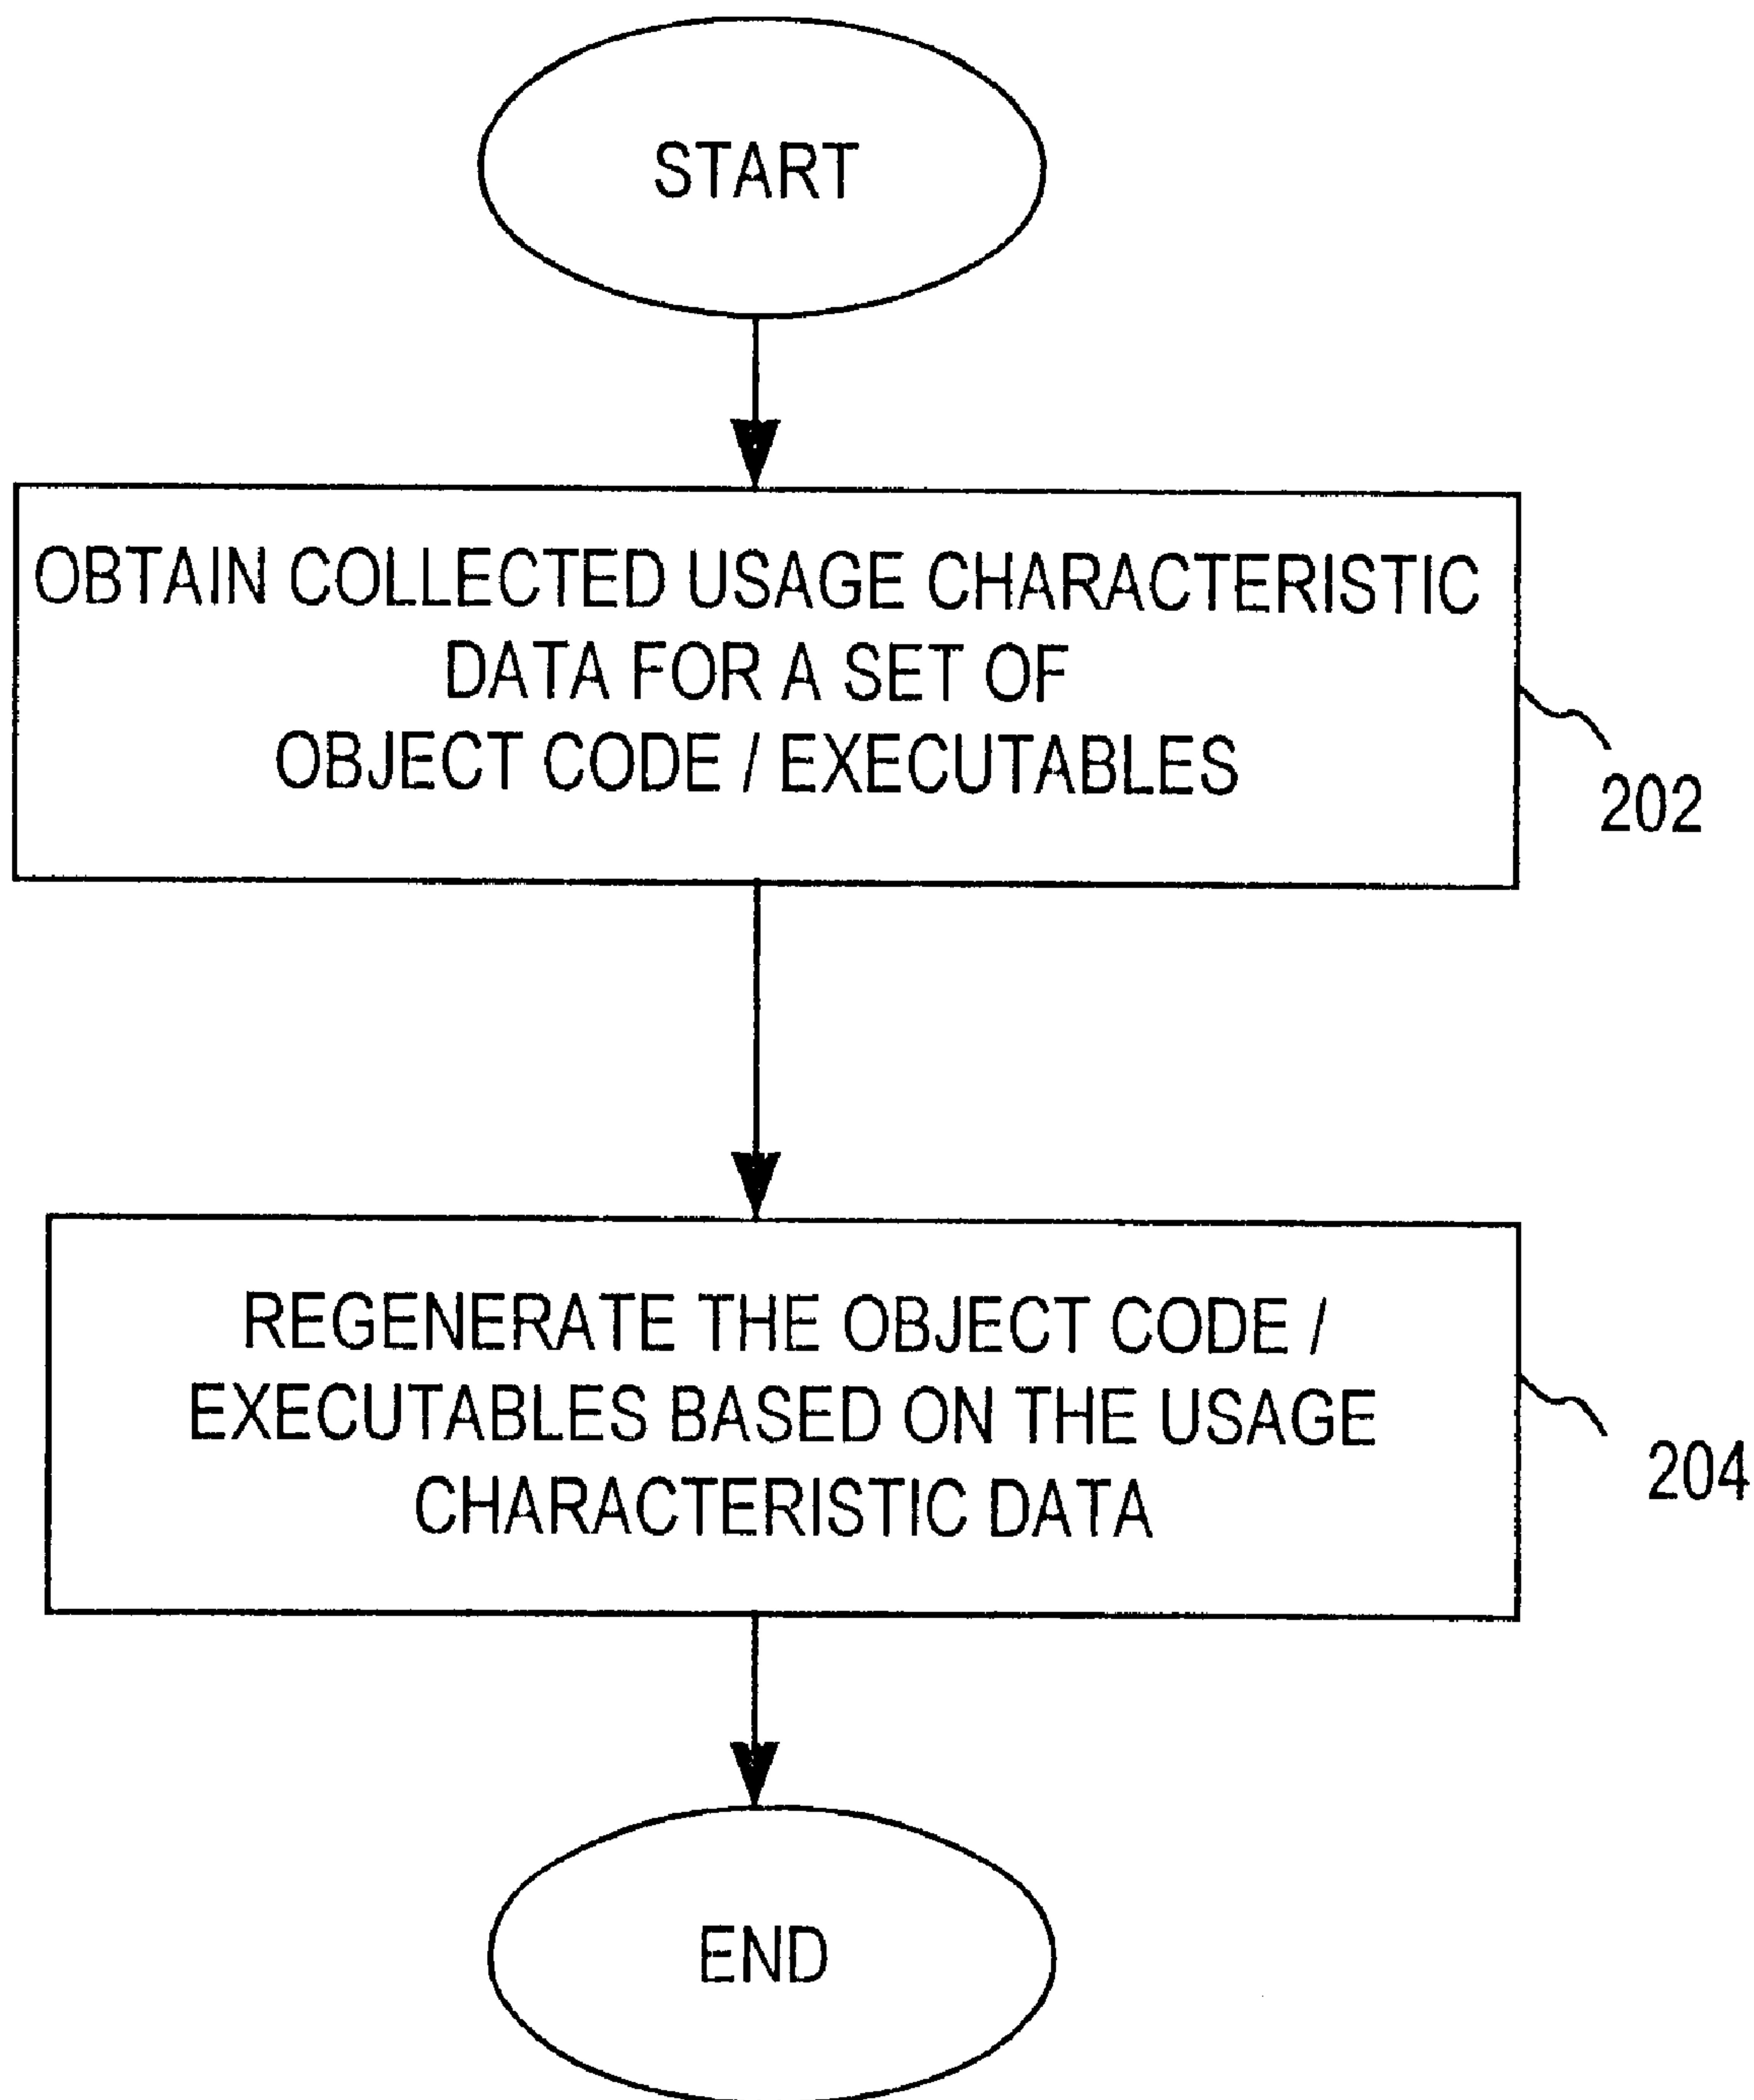 START
OBTAIN COLLECTED USAGE CHARACTERISTIC
DATA FOR A SET OF
OBJECT CODE / EXECUTABLES
202
REGENERATE THE OBJECT CODE /
EXECUTABLES BASED ON THE USAGE
CHARACTERISTIC DATA
204
END